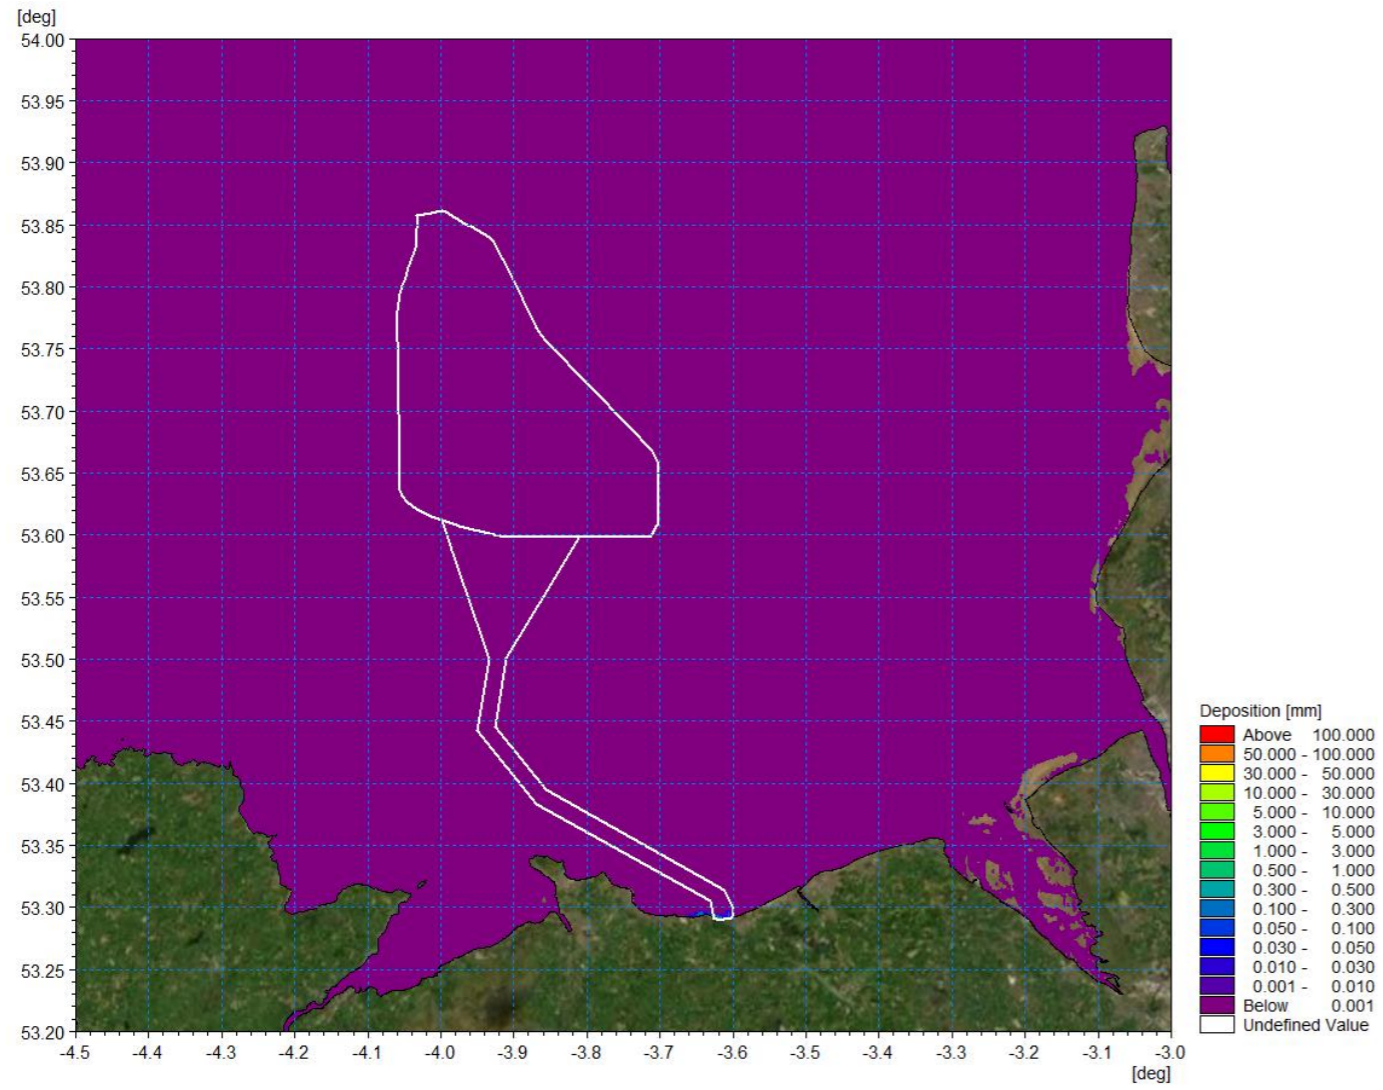 [deg]
54.00
53.95
53.90
53.85
53.80
53.75
53.70
53.65
53.60
53.55
53.50
53.45
53.40
53.35
53.30
53.25
53.20
-4.5 -4.4 -4.3 -4.2 -4.1 -4.0 -3.9 -3.8 -3.7 -3.6 -3.5 -3.4 -3.3 -3.2 -3.1 -3.0
[deg]
Deposition [mm]
Above 100.000
50.000 - 100.000
30.000 - 50.000
10.000 - 30.000
5.000 - 10.000
3.000 - 5.000
1.000 - 3.000
0.500 - 1.000
0.300 - 0.500
0.100 - 0.300
0.050 - 0.100
0.030 - 0.050
0.010 - 0.030
0.001 - 0.010
Below 0.001
Undefined Value